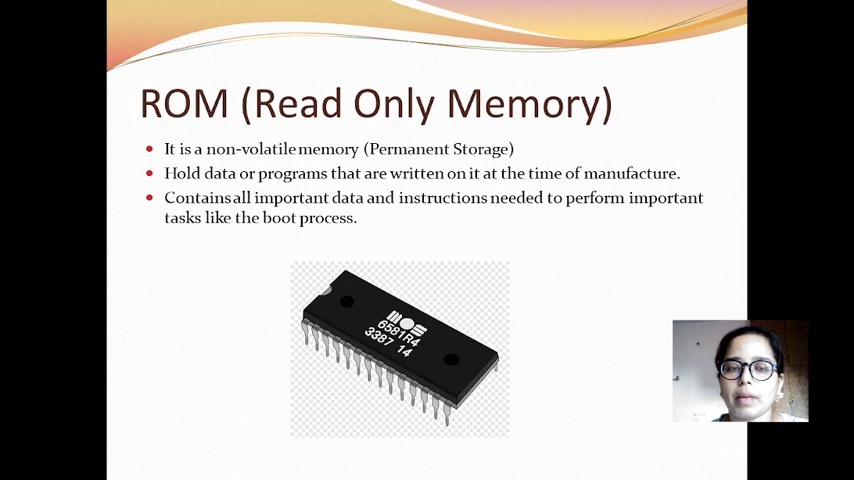 ROM (Read Only Memory)
It is a non-volatile memory (Permanent Storage)
Hold data or programs that are written on it at the time of manufacture.
Contains all important data and instructions needed to perform important
tasks like the boot process.
MOS
6581R4
3387 14